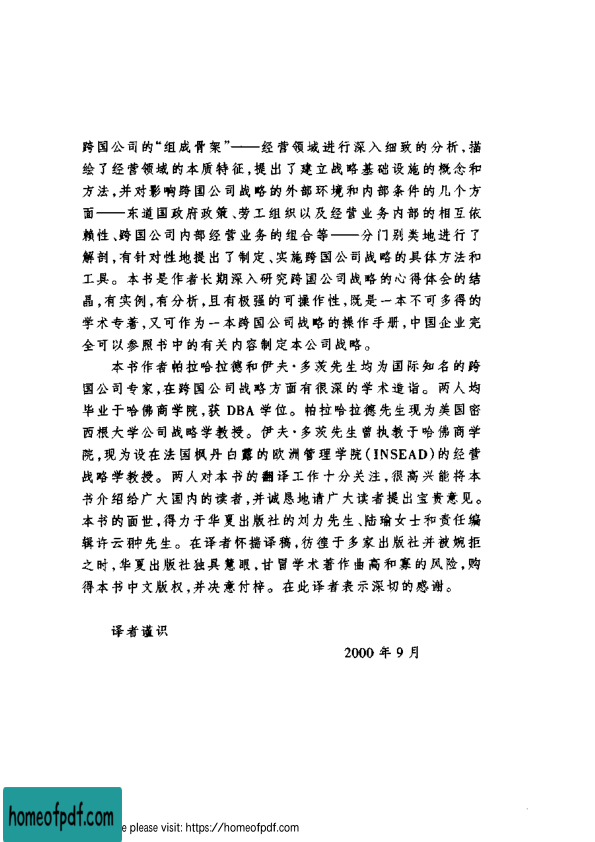 跨国公司的“组成骨架”——经营领域进行深入细致的分析,描
绘了经营领域的本质特征,提出了建立战略基础设施的概念和
方法,并对影响跨国公司战略的外部环境和内部条件的几个方
面——东道国政府政策、劳工组织以及经营业务内部的相互依
赖性、跨国公司内部经营业务的组合等——分门别类地进行了
解剖,有针对性地提出了制定、实施跨国公司战略的具体方法和
工具。本书是作者长期深入研究跨国公司战略的心得体会的结
晶,有实例,有分析,且有极强的可操作性,既是一本不可多得的
学术专著,又可作为一本跨国公司战略的操作手册,中国企业完
全可以参照书中的有关内容制定本公司战略。
本书作者帕拉哈拉德和伊夫·多茨先生均为国际知名的跨
国公司专家,在跨国公司战略方面有很深的学术造诣。两人均
毕业于哈佛商学院,获 DBA 学位。帕拉哈拉德先生现为美国密
西根大学公司战略学教授。伊夫·多茨先生曾执教于哈佛商学
院,现为设在法国枫丹白露的欧洲管理学院(INSEAD)的经营
战略学教授。两人对本书的翻译工作十分关注,很高兴能将本
书介绍给广大国内的读者,并诚恳地请广大读者提出宝贵意见。
本书的面世,得力于华夏出版社的刘力先生、陆瑜女士和责任编
辑许云翀先生。在译者怀揣译稿,彷徨于多家出版社并被婉拒
之时,华夏出版社独具慧眼,甘冒学术著作曲高和寡的风险,购
得本书中文版权,并决意付梓。在此译者表示深切的感谢。
译者谨识
2000 年 9 月
homeofpdf.com
e please visit: https://homeofpdf.com